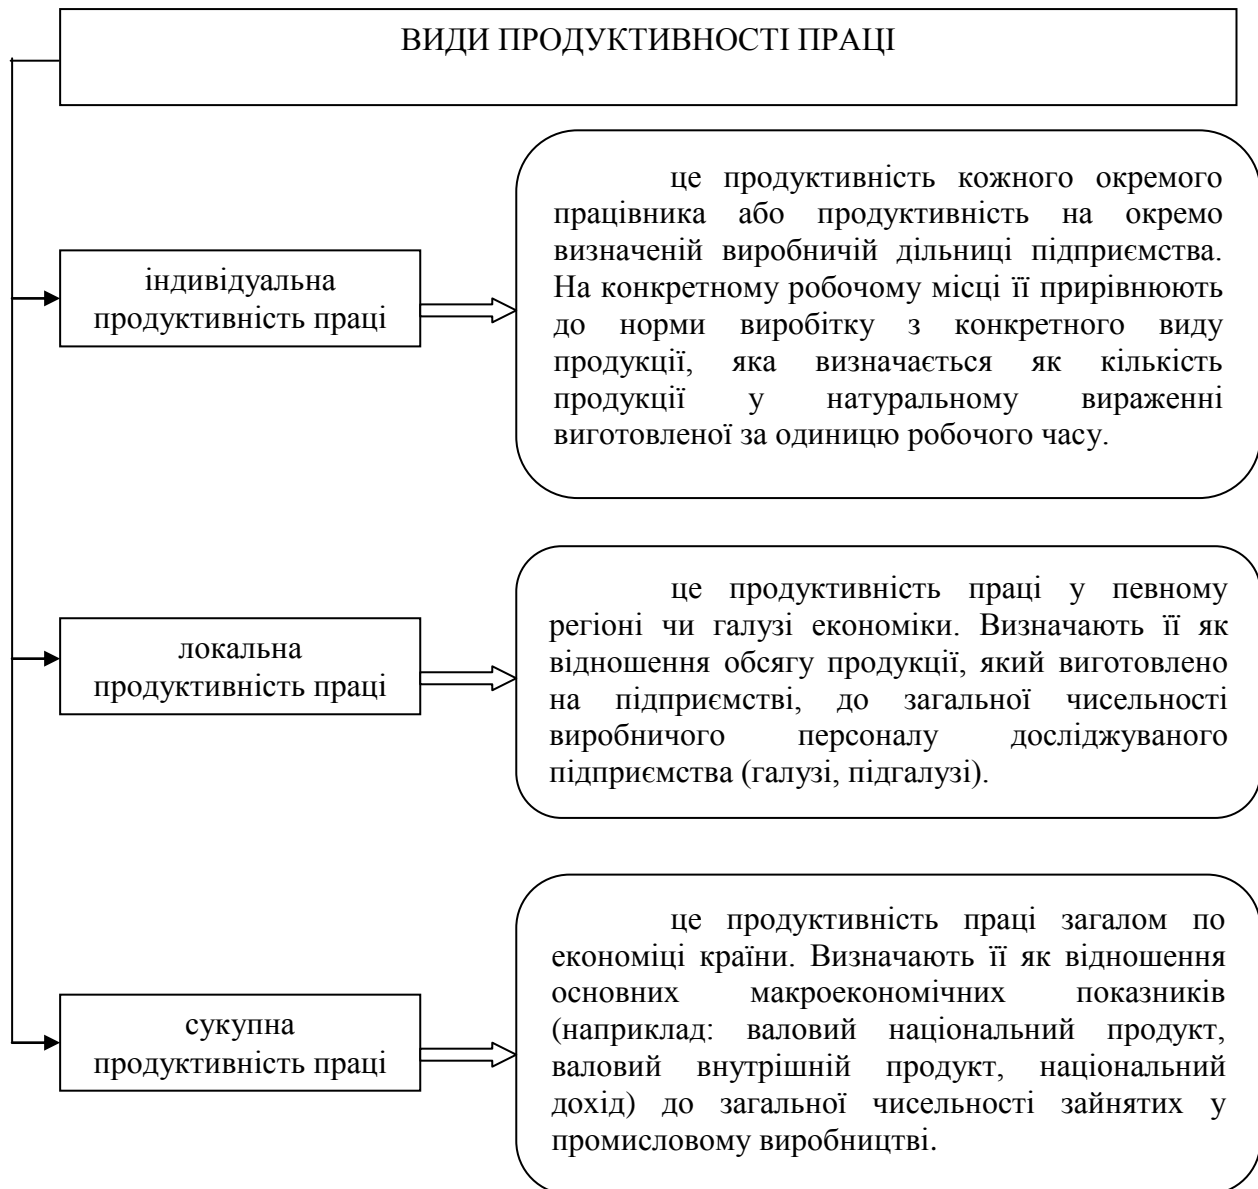 ВИДИ ПРОДУКТИВНОСТІ ПРАЦІ
індивідуальна
продуктивність праці
це продуктивність кожного окремого
працівника або продуктивність на окремо
визначеній виробничій дільниці підприємства.
На конкретному робочому місці її прирівнюють
до норми виробітку з конкретного виду
продукції, яка визначається як кількість
продукції у натуральному вираженні
виготовленої за одиницю робочого часу.
локальна
продуктивність праці
це продуктивність праці у певному
регіоні чи галузі економіки. Визначають її як
відношення обсягу продукції, який виготовлено
на підприємстві, до загальної чисельності
виробничого персоналу досліджуваного
підприємства (галузі, підгалузі).
сукупна
продуктивність праці
це продуктивність праці загалом по
економіці країни. Визначають її як відношення
основних макроекономічних показників
(наприклад: валовий національний продукт,
валовий внутрішній продукт, національний
дохід) до загальної чисельності зайнятих у
промисловому виробництві.